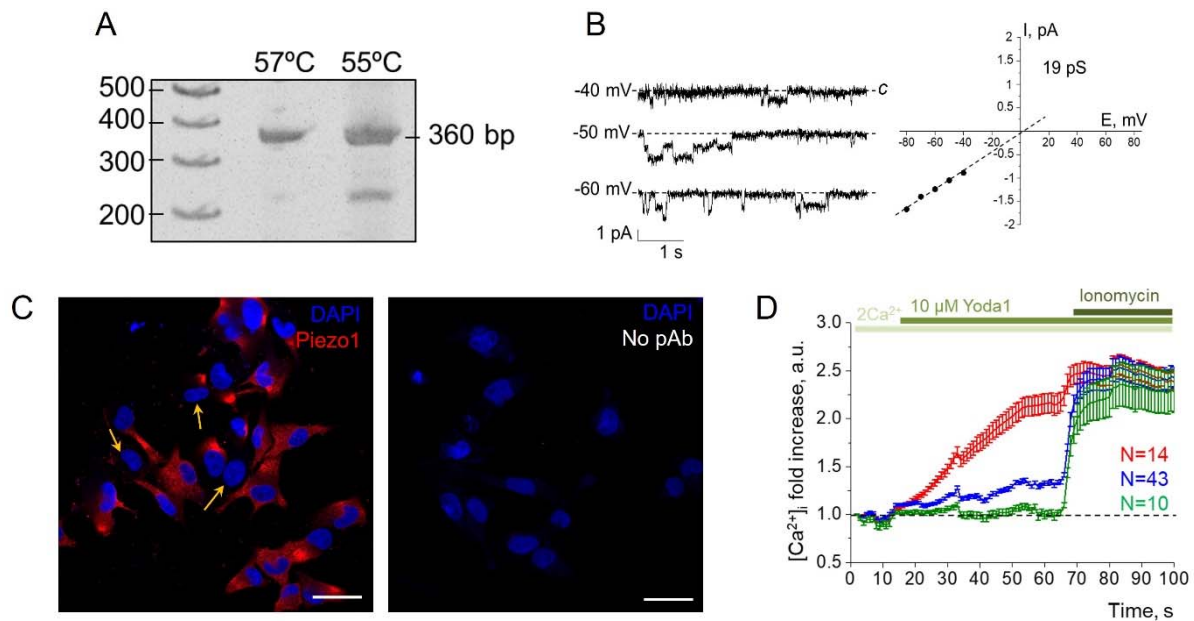 A
57ºC 55ºC
500
400
300
200
360 bp
B
-40 mV
c
-50 mV
-60 mV
1 pA
1 s
I, pA
2
1.5
1
0.5
19 pS
E, mV
-80 -60 -40 -20 20 40 60 80
-0.5
-1
-1.5
-2
C
DAPI
Piezo1
DAPI
No pAb
D
Ionomycin
10 µM Yoda1
2Ca²⁺
[Ca²⁺]i fold increase, a.u.
3.0
2.5
2.0
1.5
1.0
0.5
N=14
N=43
N=10
0 10 20 30 40 50 60 70 80 90 100
Time, s